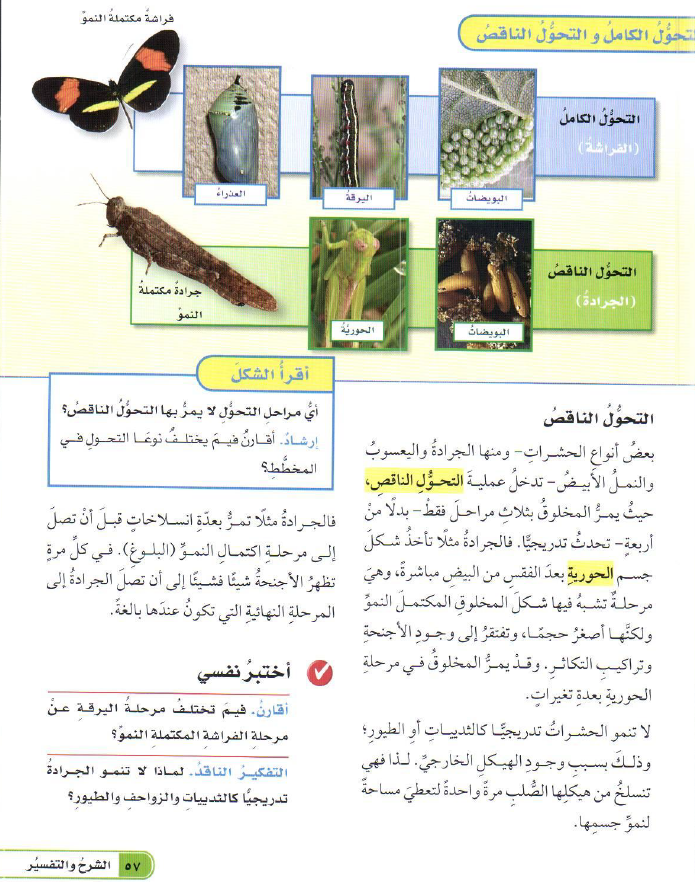 التحوُّلُ الكاملُ و التحوُّلُ الناقصُ
فراشةٌ مكتملةُ النموِّ
التحوُّلُ الكاملُ
(الفراشةُ)
البويضاتُ
اليرقةُ
العذراءُ
التحوُّلُ الناقصُ
(الجرادةُ)
البويضاتُ
الحوريَّةُ
جرادةٌ مكتملةُ
النموِّ
التحوُّلُ الناقصُ
بعضُ أنواعِ الحشراتِ- ومنها الجرادةُ واليعسوبُ
والنملُ الأبيضُ- تدخلُ عمليةَ التحوُّلِ الناقصِ،
حيثُ يمرُّ المخلوقُ بثلاثِ مراحلَ فقطْ- بدلًا منْ
أربعةٍ- تحدثُ تدريجيًّا. فالجرادةُ مثلًا تأخذُ شكلَ
جسمِ الحوريةِ بعدَ الفقسِ من البيضِ مباشرةً، وهيَ
مرحلةٌ تشبهُ فيها شكلَ المخلوقِ المكتملَ النموِّ
ولكنَّها أصغرُ حجمًا، وتفتقرُ إلى وجودِ الأجنحةِ
وتراكيبِ التكاثرِ. وقدْ يمرُّ المخلوقُ في مرحلةِ
الحوريةِ بعدةِ تغيراتٍ.
لا تنمو الحشراتُ تدريجيًّا كالثديياتِ أو الطيورِ؛
وذلكَ بسببِ وجودِ الهيكلِ الخارجيِّ. لذا فهي
تنسلخُ من هيكلِها الصُّلبِ مرةً واحدةً لتعطيَ مساحةً
لنموِّ جسمِها.
أقرأُ الشكلَ
أيُّ مراحلِ التحوُّلِ لا يمرُّ بها التحوُّلُ الناقصُ؟
إرشادٌ. أقارنُ فيمَ يختلفُ نوعَا التحولِ في
المخطَّطِ؟
فالجرادةُ مثلًا تمرُّ بعدَّةِ انسلاخاتٍ قبلَ أنْ تصلَ
إلى مرحلةِ اكتمالِ النموِّ (البلوغِ). في كلِّ مرةٍ
تظهرُ الأجنحةُ شيئًا فشيئًا إلى أن تصلَ الجرادةُ إلى
المرحلةِ النهائيةِ التي تكونُ عندَها بالغةً.
أختبرُ نفسي
أقارنُ. فيمَ تختلفُ مرحلةُ اليرقةِ عنْ
مرحلةِ الفراشةِ المكتملةِ النموِّ؟
التفكيرُ الناقدُ. لماذا لا تنمو الجرادةُ
تدريجيًّا كالثديياتِ والزواحفِ والطيورِ؟
٥٧ الشرحُ والتفسيرُ